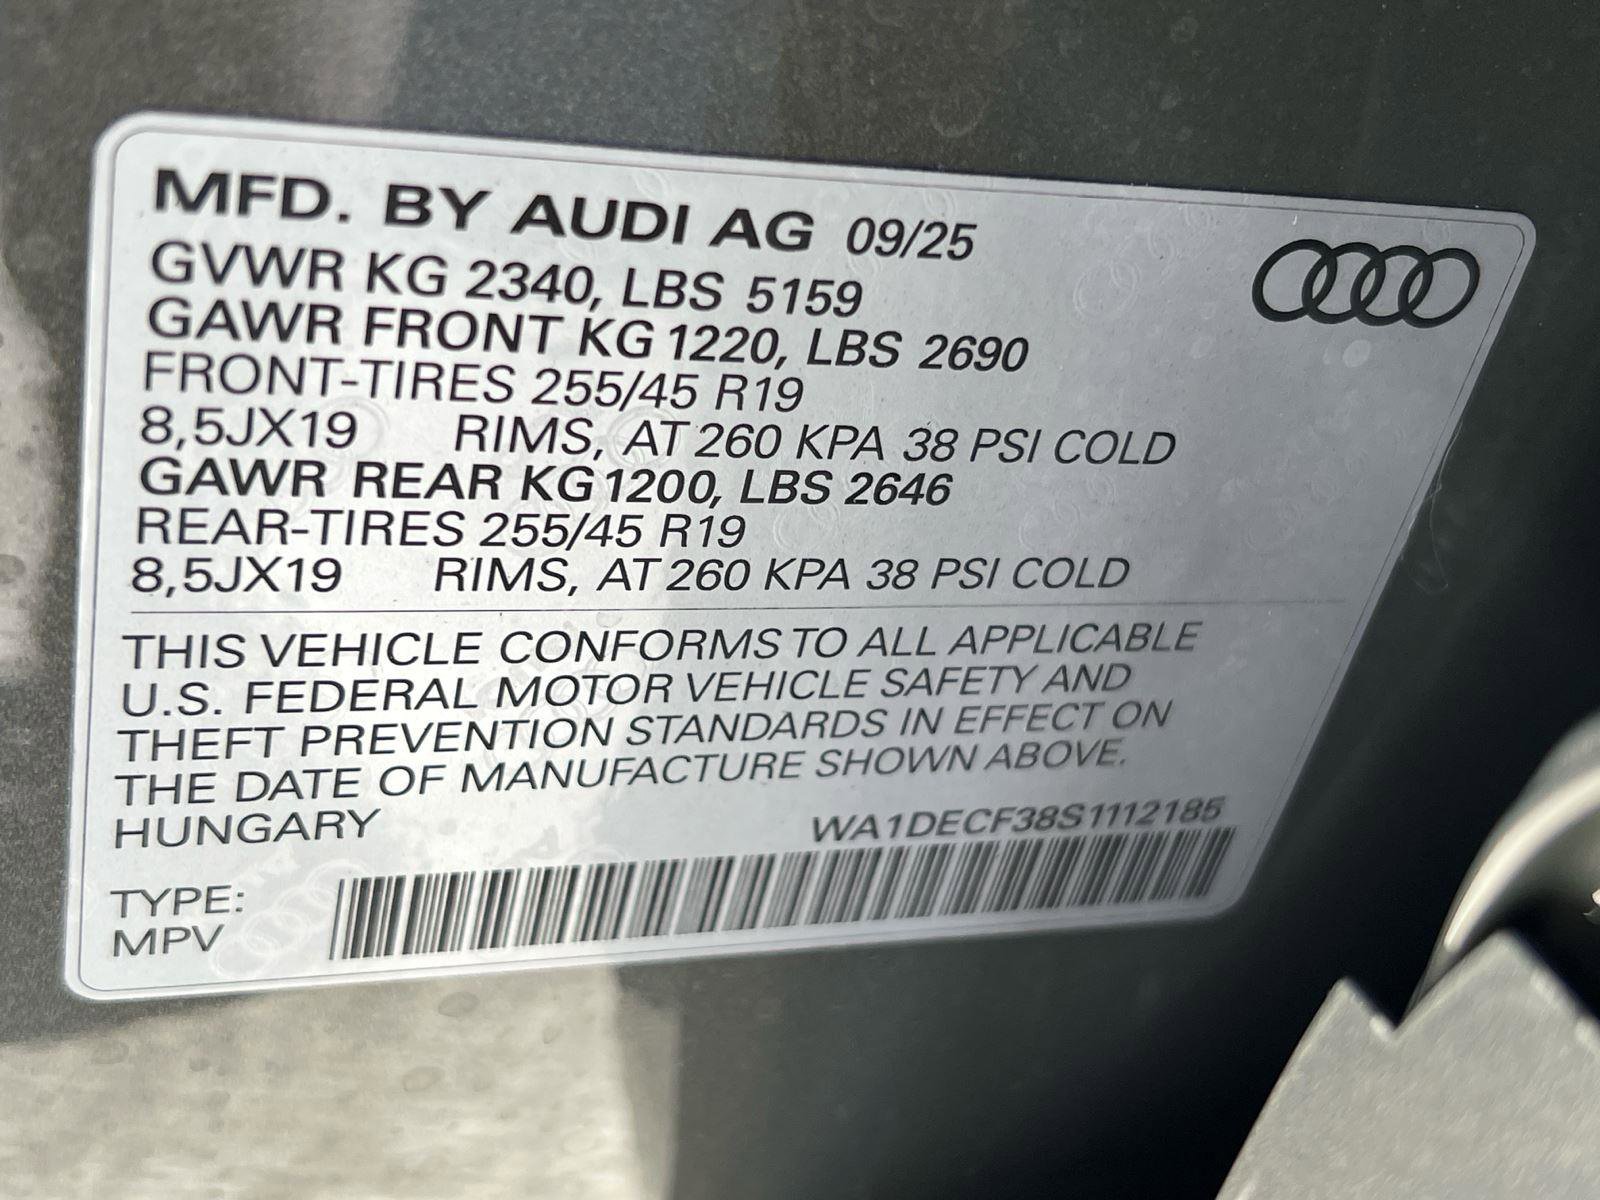 MFD. BY AUDI AG 09/25
GVWR KG 2340, LBS 5159
GAWR FRONT KG 1220, LBS 2690
FRONT-TIRES 255/45 R19
8,5JX19 RIMS, AT 260 KPA 38 PSI COLD
GAWR REAR KG 1200, LBS 2646
REAR-TIRES 255/45 R19
8,5JX19 RIMS, AT 260 KPA 38 PSI COLD
THIS VEHICLE CONFORMS TO ALL APPLICABLE
U.S. FEDERAL MOTOR VEHICLE SAFETY AND
THEFT PREVENTION STANDARDS IN EFFECT ON
THE DATE OF MANUFACTURE SHOWN ABOVE.
HUNGARY WA1DECF38S1112185
TYPE:
MPV